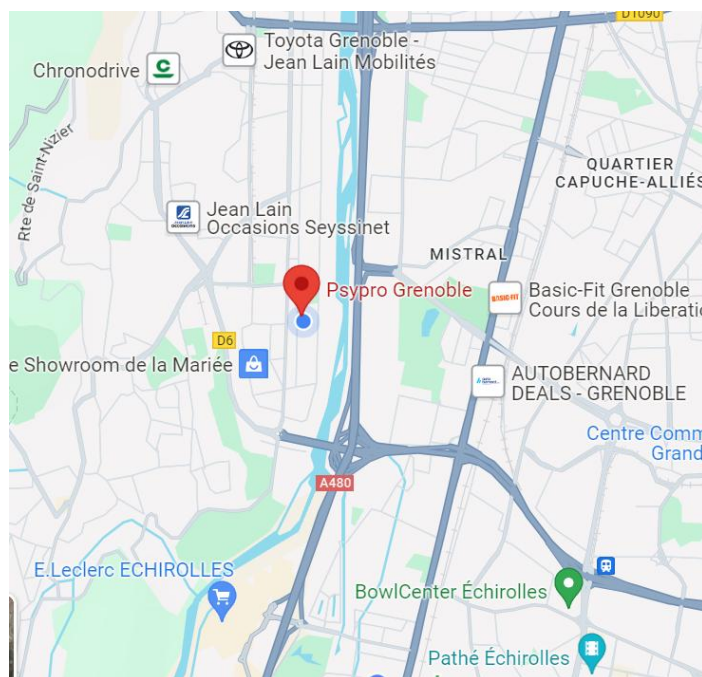 D1090
Toyota Grenoble -
Jean Lain Mobilités
Chronodrive
Rte de Saint-Nizier
QUARTIER
CAPUCHE-ALLIÉS
Jean Lain
Occasions Seyssinet
MISTRAL
Psypro Grenoble
Basic-Fit Grenoble
Cours de la Liberatio
BASIC-FIT
D6
e Showroom de la Mariée
AUTOBERNARD
DEALS - GRENOBLE
Centre Comm
Grand
A480
E.Leclerc ECHIROLLES
BowlCenter Échirolles
Pathé Échirolles